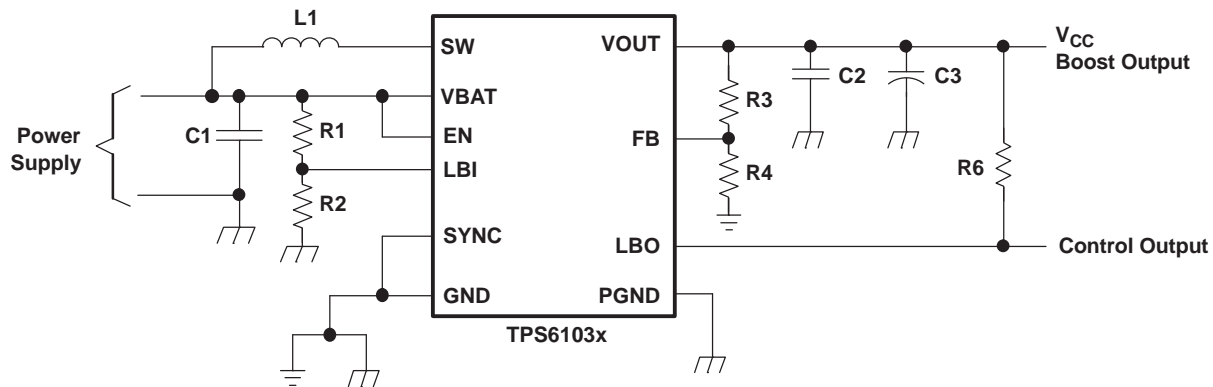 L1
SW
VOUT
V_CC
Boost Output
C2
C3
R3
VBAT
C1
R1
EN
FB
Power
Supply
LBI
R4
R6
R2
SYNC
LBO
Control Output
GND
PGND
TPS6103x